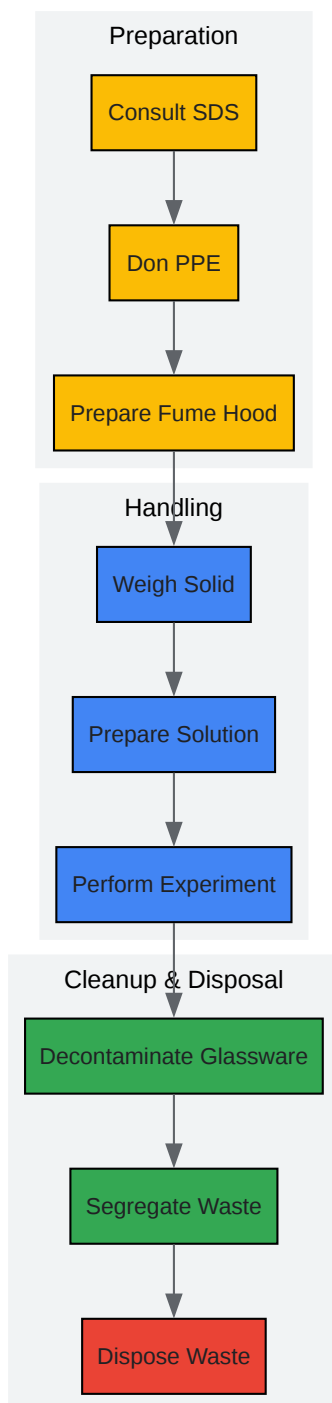 Preparation
Consult SDS
Don PPE
Prepare Fume Hood
Handling
Weigh Solid
Prepare Solution
Perform Experiment
Cleanup & Disposal
Decontaminate Glassware
Segregate Waste
Dispose Waste